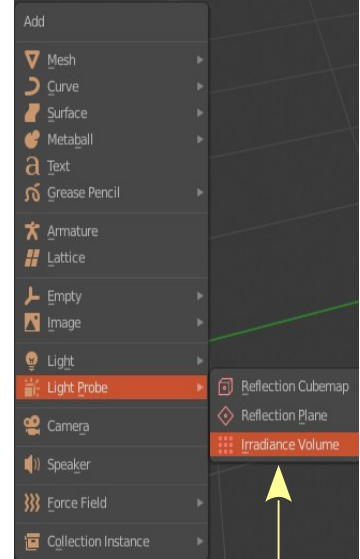 Add
Mesh
Curve
Surface
Metaball
Text
Grease Pencil
Armature
Lattice
Empty
Image
Light
Light Probe
Camera
Speaker
Force Field
Collection Instance
Reflection Cubemap
Reflection Plane
Irradiance Volume